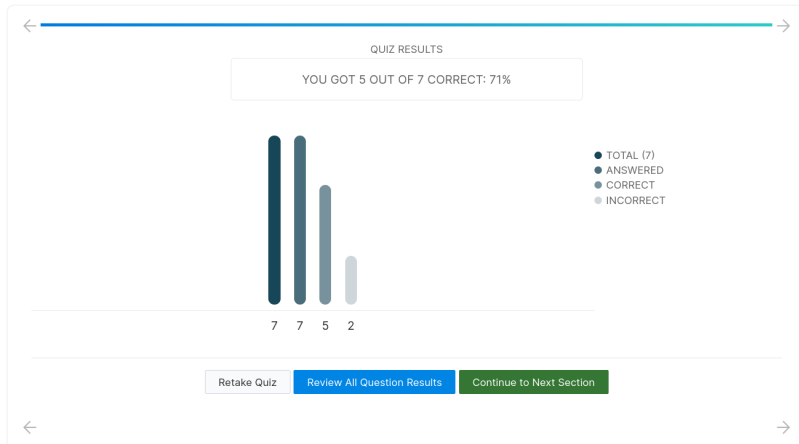 QUIZ RESULTS
YOU GOT 5 OUT OF 7 CORRECT: 71%
TOTAL (7)
ANSWERED
CORRECT
INCORRECT
7 7 5 2
Retake Quiz Review All Question Results Continue to Next Section